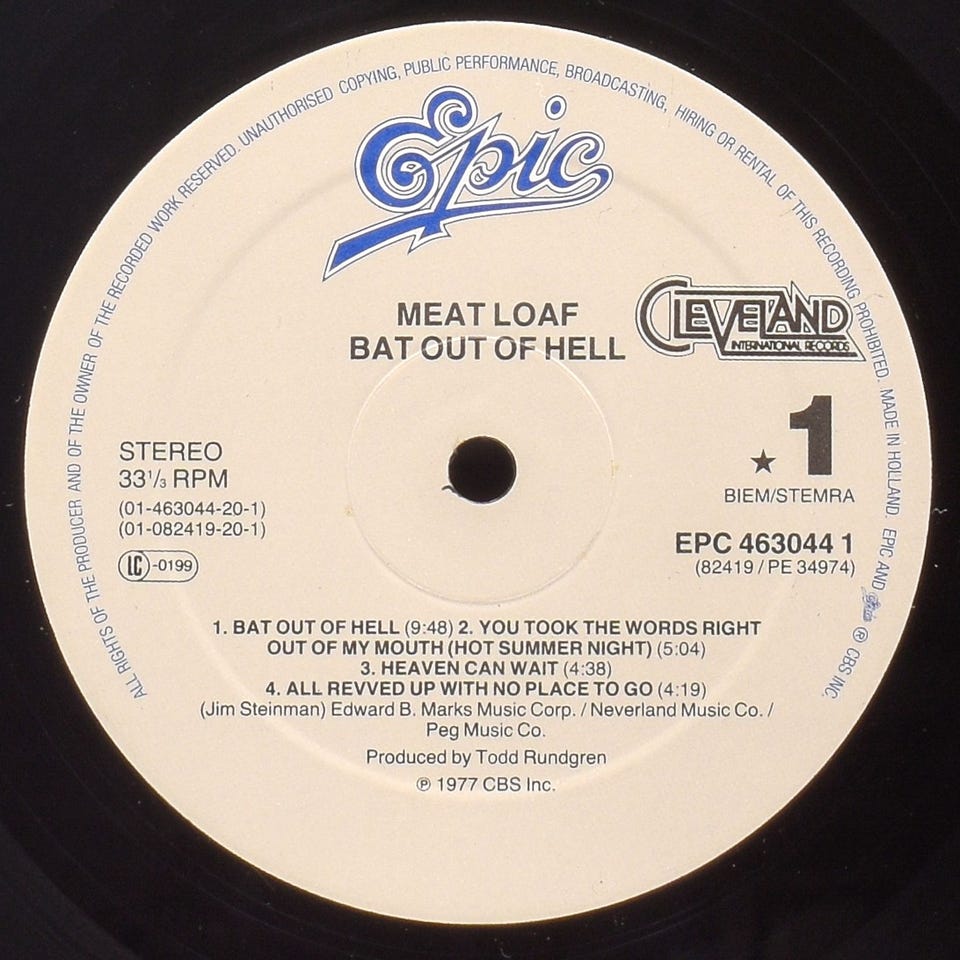 ALL RIGHTS OF THE PRODUCER AND OF THE OWNER OF THE RECORDED WORK RESERVED. UNAUTHORISED COPYING, PUBLIC PERFORMANCE, BROADCASTING, HIRING OR RENTAL OF THIS RECORDING PROHIBITED. MADE IN HOLLAND. EPIC AND Epic ® CBS INC.
Epic
MEAT LOAF
BAT OUT OF HELL
CLEVELAND
INTERNATIONAL RECORDS
1
BIEM/STEMRA
STEREO
33 1/3 RPM
(01-463044-20-1)
(01-082419-20-1)
LC -0199
EPC 463044 1
(82419 / PE 34974)
1. BAT OUT OF HELL (9:48) 2. YOU TOOK THE WORDS RIGHT
OUT OF MY MOUTH (HOT SUMMER NIGHT) (5:04)
3. HEAVEN CAN WAIT (4:38)
4. ALL REVVED UP WITH NO PLACE TO GO (4:19)
(Jim Steinman) Edward B. Marks Music Corp. / Neverland Music Co. /
Peg Music Co.
Produced by Todd Rundgren
℗ 1977 CBS Inc.